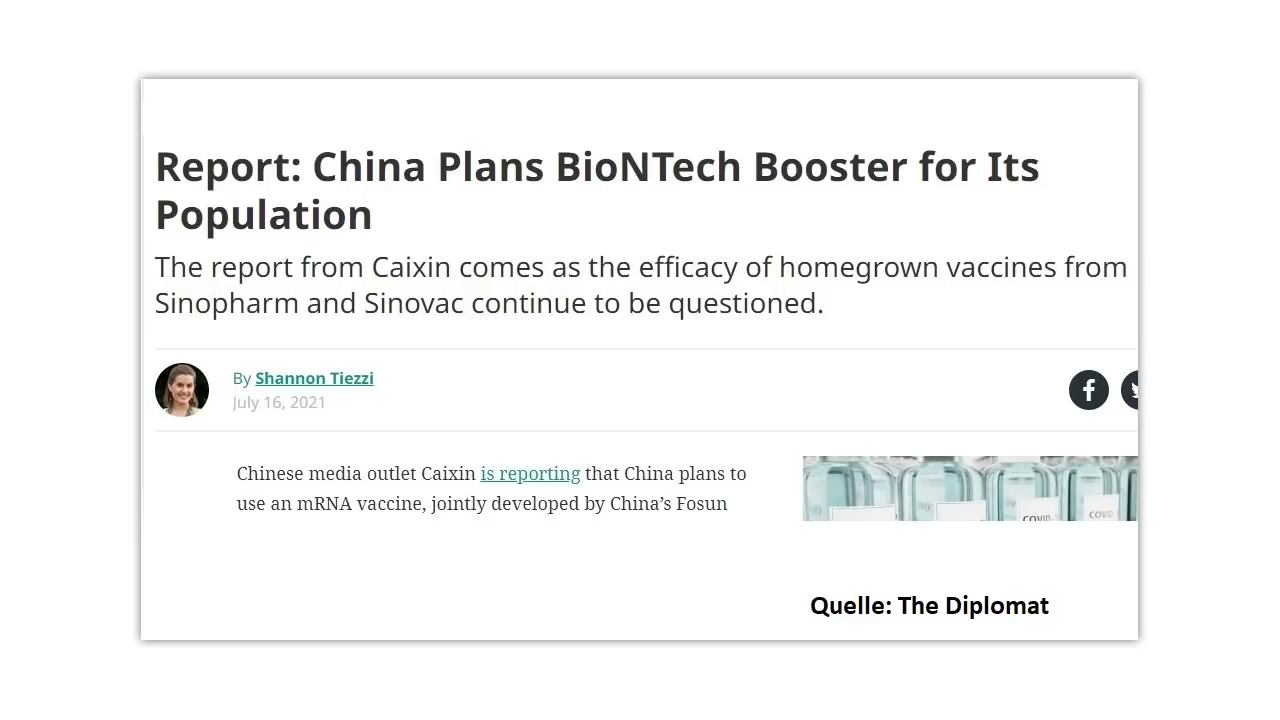 Report: China Plans BioNTech Booster for Its
Population
The report from Caixin comes as the efficacy of homegrown vaccines from
Sinopharm and Sinovac continue to be questioned.
By Shannon Tiezzi
July 16, 2021
Chinese media outlet Caixin is reporting that China plans to
use an mRNA vaccine, jointly developed by China’s Fosun
COVID
COVID
Quelle: The Diplomat